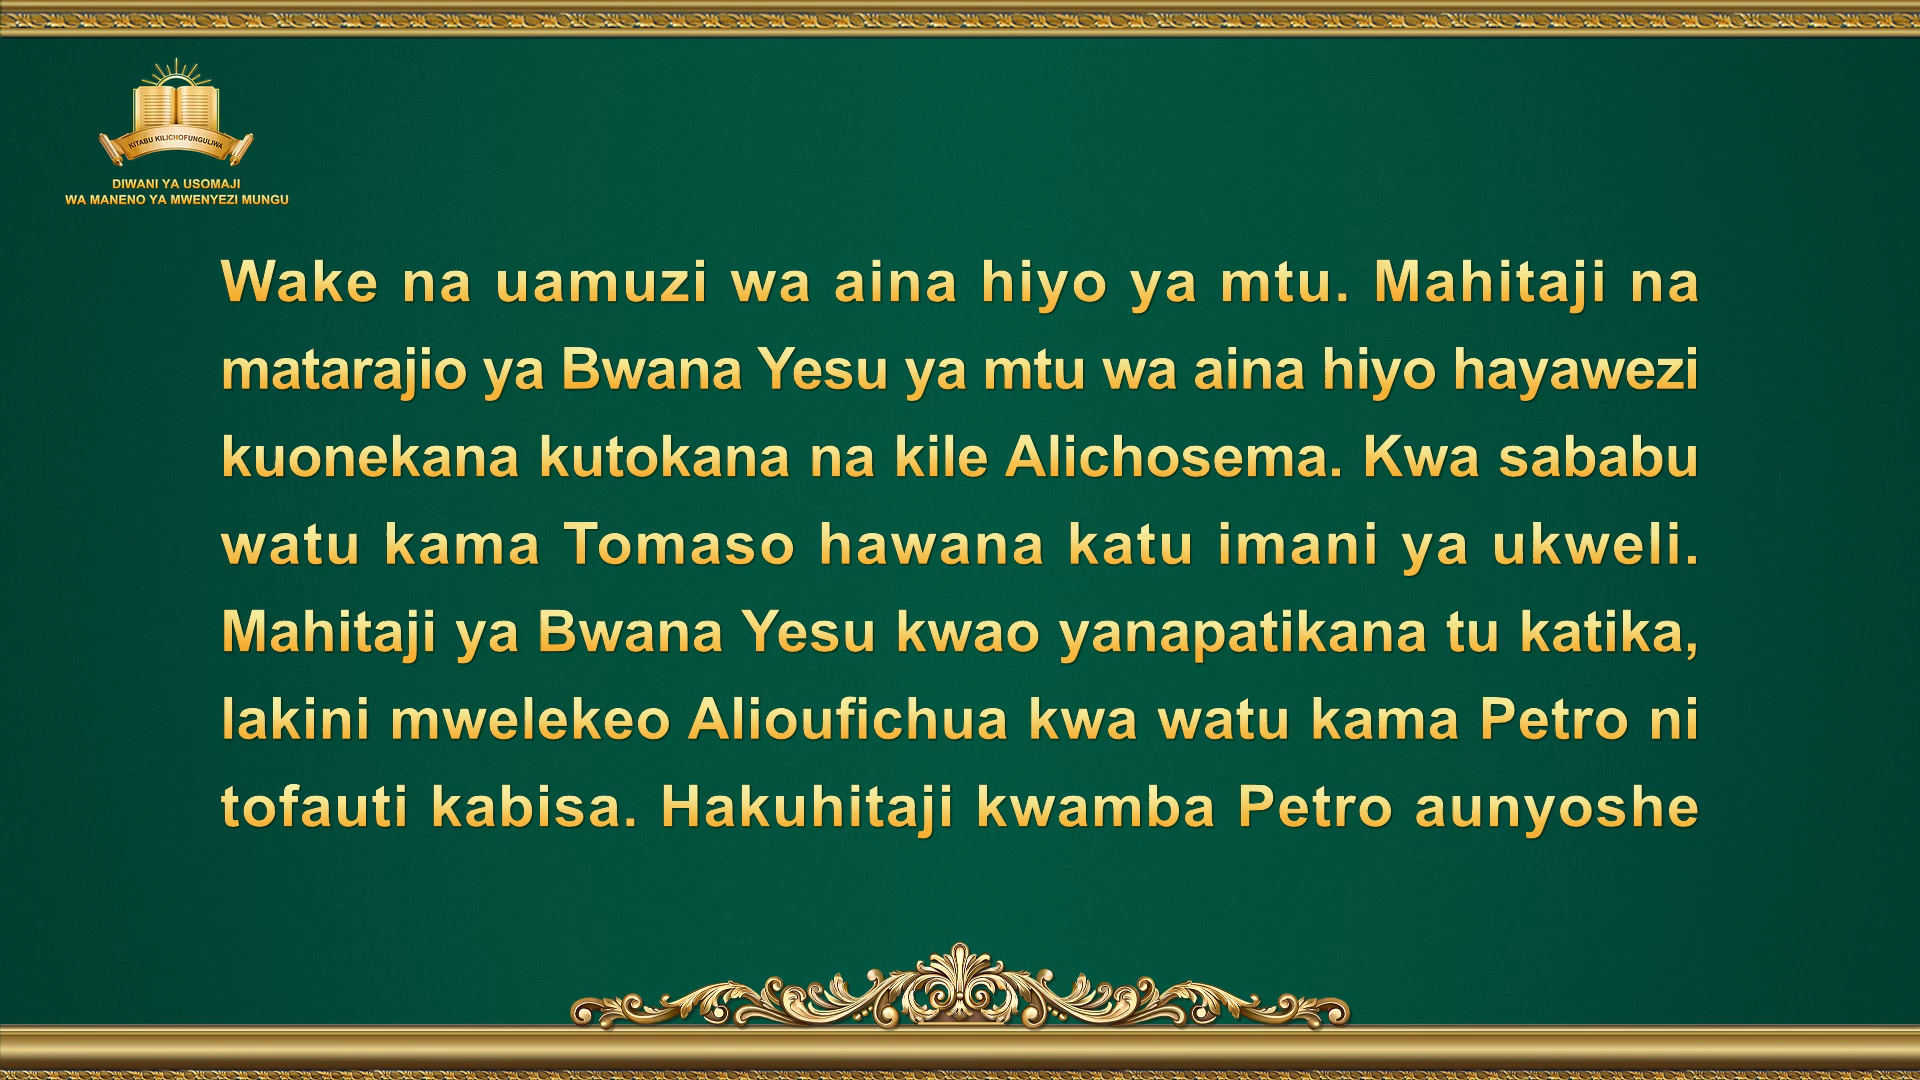 KITABU KILICHOFUNGULIWA
DIWANI YA USOMAJI
WA MANENO YA MWENYEZI MUNGU
Wake na uamuzi wa aina hiyo ya mtu. Mahitaji na
matarajio ya Bwana Yesu ya mtu wa aina hiyo hayawezi
kuonekana kutokana na kile Alichosema. Kwa sababu
watu kama Tomaso hawana katu imani ya ukweli.
Mahitaji ya Bwana Yesu kwao yanapatikana tu katika,
lakini mwelekeo Alioufichua kwa watu kama Petro ni
tofauti kabisa. Hakuhitaji kwamba Petro aunyoshe